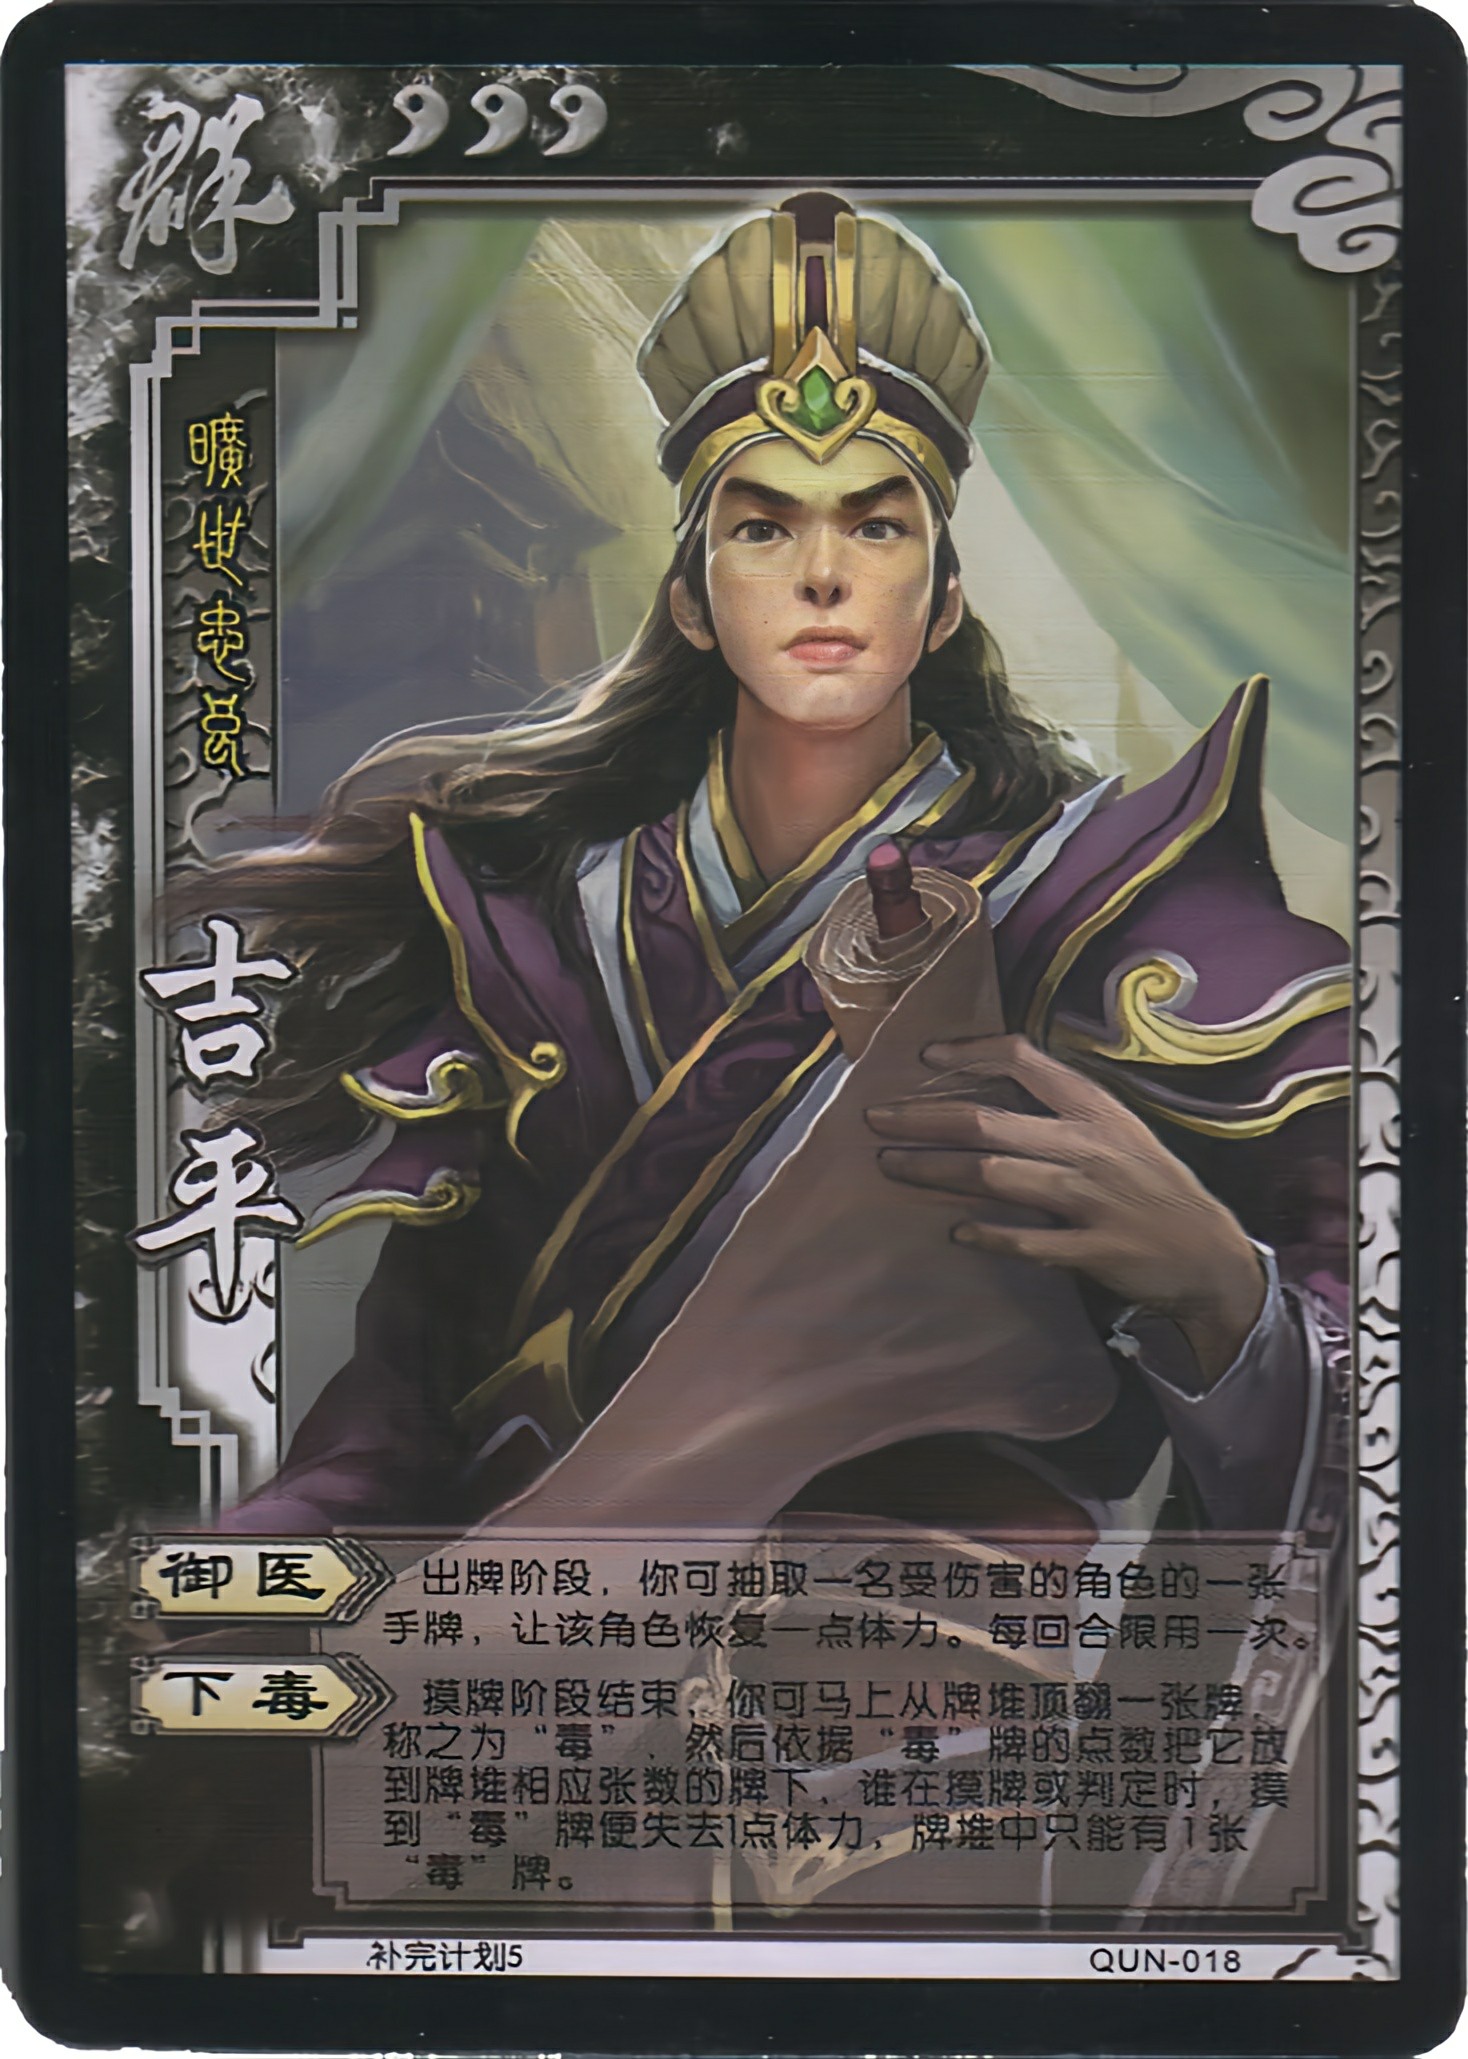 群
曠世忠良
吉平
御医
出牌阶段，你可抽取一名受伤害的角色的一张
手牌，让该角色恢复一点体力。每回合限用一次。
下毒
摸牌阶段结束，你可马上从牌堆顶翻一张牌
称之为“毒”、然后依据“毒”牌的点数把它放
到牌堆相应张数的牌下，谁在摸牌或判定时，摸
到“毒”牌便失去1点体力，牌堆中只能有1张
“毒”牌。
补完计划5
QUN-018